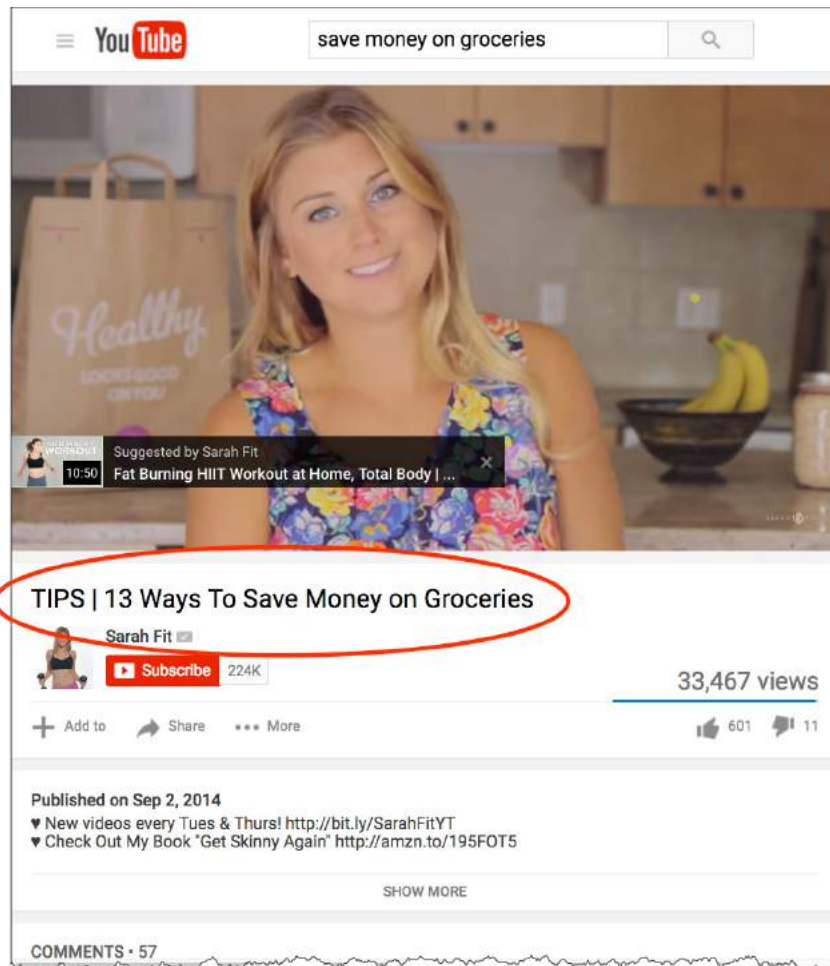 You Tube
save money on groceries
Healthy
LOOKS GOOD
ON YOU
WORKOUT
10:50
Suggested by Sarah Fit
Fat Burning HIIT Workout at Home, Total Body | ...
TIPS | 13 Ways To Save Money on Groceries
Sarah Fit
Subscribe 224K
33,467 views
Add to Share More
601 11
Published on Sep 2, 2014
♥ New videos every Tues & Thurs! http://bit.ly/SarahFitYT
♥ Check Out My Book "Get Skinny Again" http://amzn.to/195FOT5
SHOW MORE
COMMENTS • 57